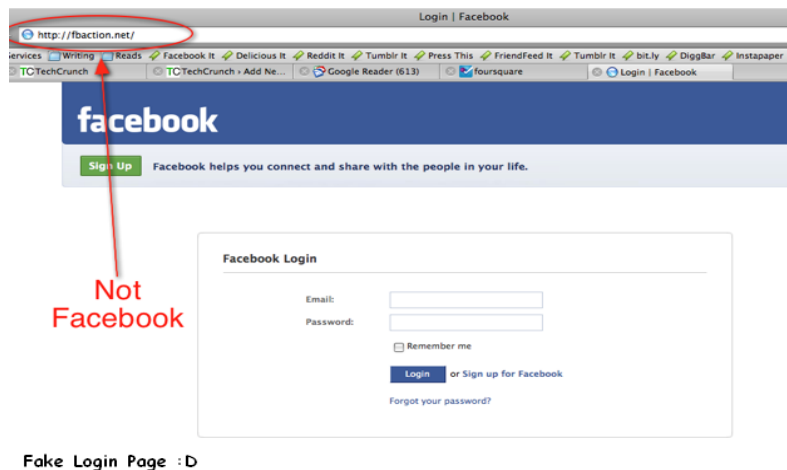 Login | Facebook
http://fbaction.net/
Services Writing Reads Facebook It Delicious It Reddit It Tumblr It Press This FriendFeed It Tumblr It bit.ly DiggBar Instapaper
TC TechCrunch TC TechCrunch › Add Ne... Google Reader (613) foursquare Login | Facebook
facebook
Sign Up Facebook helps you connect and share with the people in your life.
Facebook Login
Not
Facebook
Email:
Password:
Remember me
Login or Sign up for Facebook
Forgot your password?
Fake Login Page :D